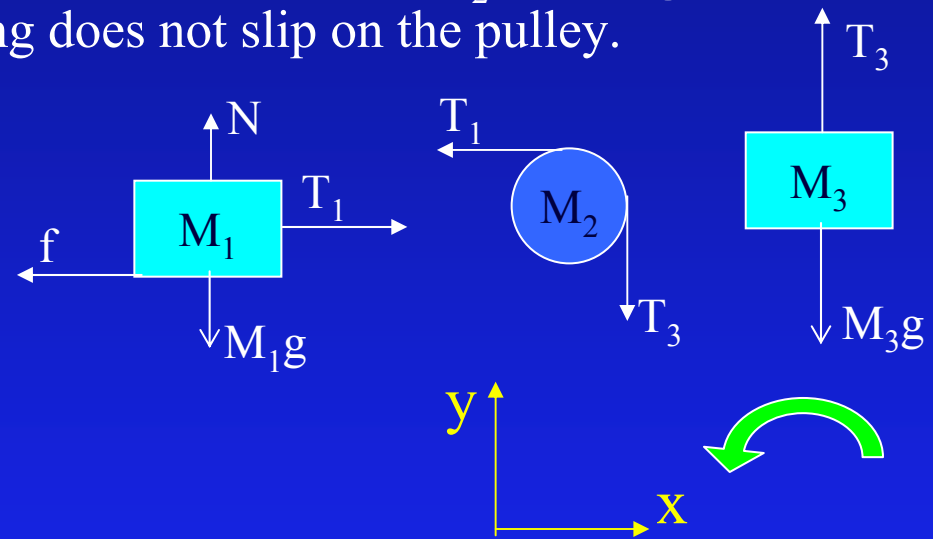 ng does not slip on the pulley.
T₃
N
T₁
T₁
M₃
M₁
M₂
f
T₃
M₁g
M₃g
y
x